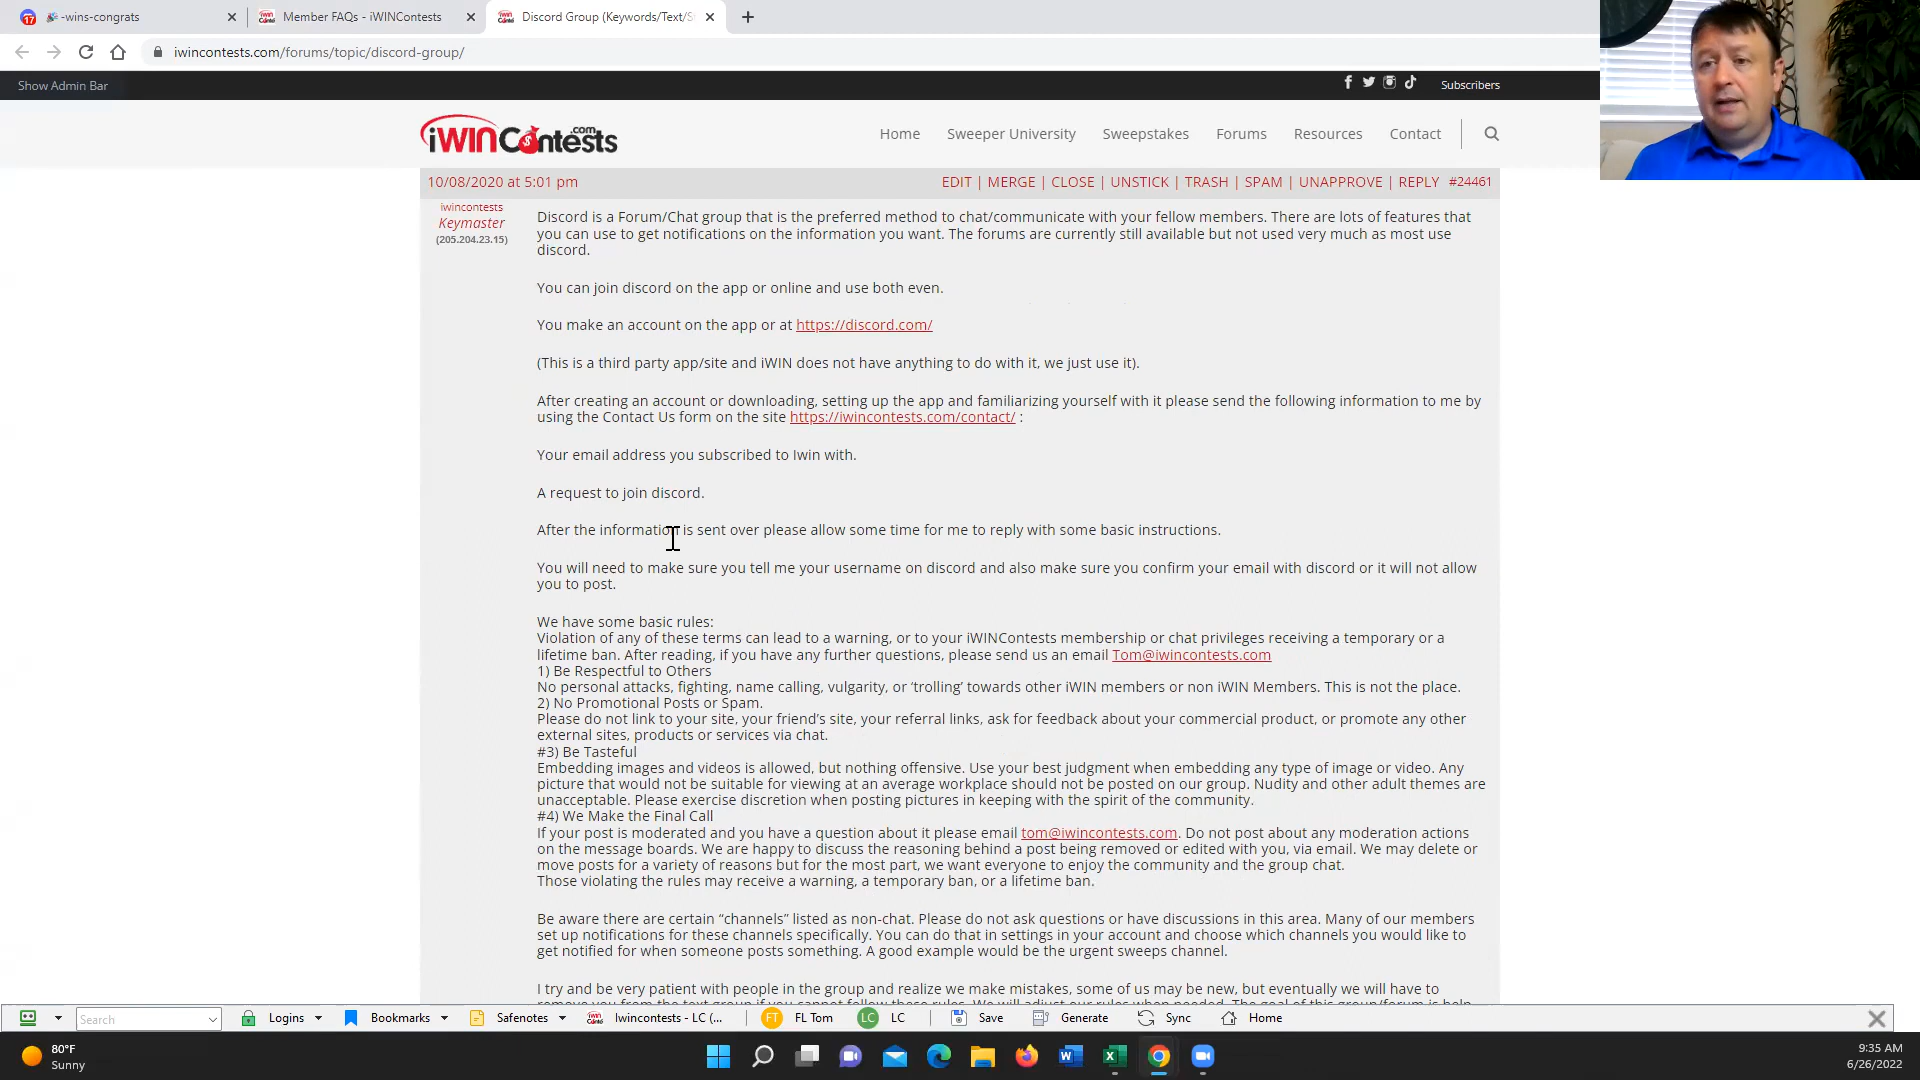 17
-wins-congrats
Member FAQs - iWINContests
Discord Group (Keywords/Text/S
iwincontests.com/forums/topic/discord-group/
Show Admin Bar
Subscribers
iWINContests.com
Home
Sweeper University
Sweepstakes
Forums
Resources
Contact
10/08/2020 at 5:01 pm
EDIT | MERGE | CLOSE | UNSTICK | TRASH | SPAM | UNAPPROVE | REPLY #24461
iwincontests
Keymaster
(205.204.23.15)
Discord is a Forum/Chat group that is the preferred method to chat/communicate with your fellow members. There are lots of features that
you can use to get notifications on the information you want. The forums are currently still available but not used very much as most use
discord.
You can join discord on the app or online and use both even.
You make an account on the app or at https://discord.com/
(This is a third party app/site and iWIN does not have anything to do with it, we just use it).
After creating an account or downloading, setting up the app and familiarizing yourself with it please send the following information to me by
using the Contact Us form on the site https://iwincontests.com/contact/ :
Your email address you subscribed to Iwin with.
A request to join discord.
After the information is sent over please allow some time for me to reply with some basic instructions.
You will need to make sure you tell me your username on discord and also make sure you confirm your email with discord or it will not allow
you to post.
We have some basic rules:
Violation of any of these terms can lead to a warning, or to your iWINContests membership or chat privileges receiving a temporary or a
lifetime ban. After reading, if you have any further questions, please send us an email Tom@iwincontests.com
1) Be Respectful to Others
No personal attacks, fighting, name calling, vulgarity, or ‘trolling’ towards other iWIN members or non iWIN Members. This is not the place.
2) No Promotional Posts or Spam.
Please do not link to your site, your friend’s site, your referral links, ask for feedback about your commercial product, or promote any other
external sites, products or services via chat.
#3) Be Tasteful
Embedding images and videos is allowed, but nothing offensive. Use your best judgment when embedding any type of image or video. Any
picture that would not be suitable for viewing at an average workplace should not be posted on our group. Nudity and other adult themes are
unacceptable. Please exercise discretion when posting pictures in keeping with the spirit of the community.
#4) We Make the Final Call
If your post is moderated and you have a question about it please email tom@iwincontests.com. Do not post about any moderation actions
on the message boards. We are happy to discuss the reasoning behind a post being removed or edited with you, via email. We may delete or
move posts for a variety of reasons but for the most part, we want everyone to enjoy the community and the group chat.
Those violating the rules may receive a warning, a temporary ban, or a lifetime ban.
Be aware there are certain “channels” listed as non-chat. Please do not ask questions or have discussions in this area. Many of our members
set up notifications for these channels specifically. You can do that in settings in your account and choose which channels you would like to
get notified for when someone posts something. A good example would be the urgent sweeps channel.
I try and be very patient with people in the group and realize we make mistakes, some of us may be new, but eventually we will have to
remove you from the text group if you cannot follow these rules. We will adjust our rules when needed. The goal of this group/forum is help
Search
Logins
Bookmarks
Safenotes
Iwincontests - LC (...
FT FL Tom
LC LC
Save
Generate
Sync
Home
80°F
Sunny
9:35 AM
6/26/2022